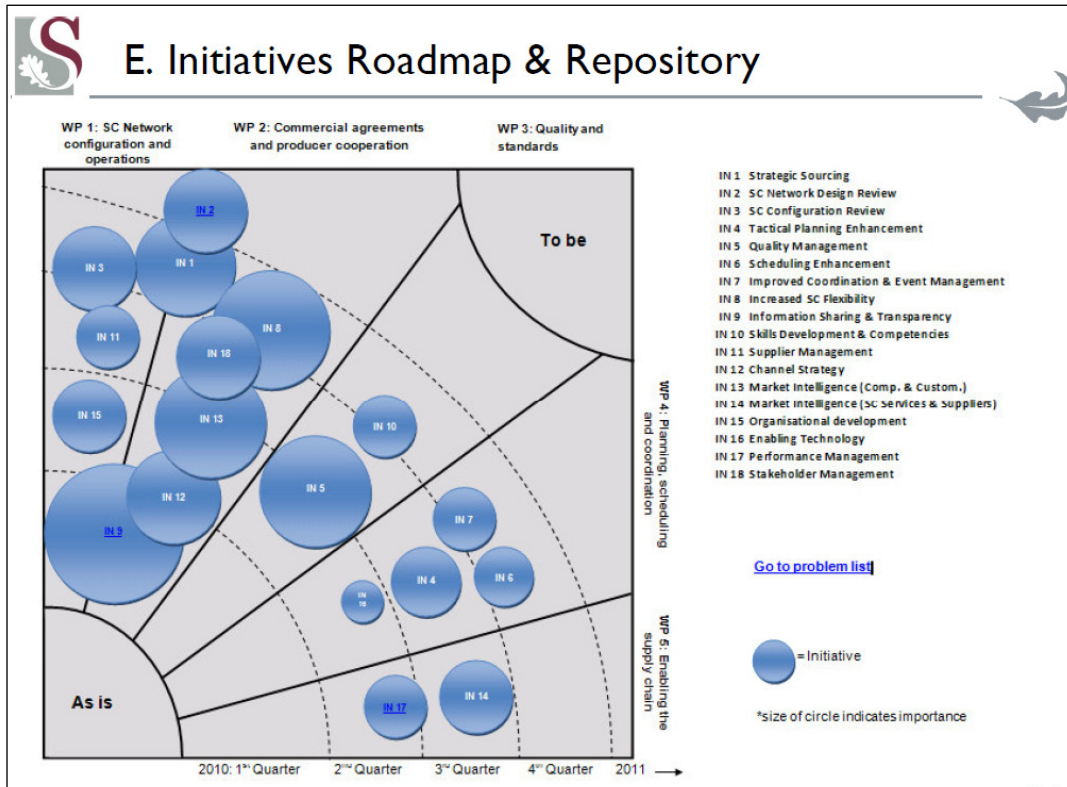 S
E. Initiatives Roadmap & Repository
WP 1: SC Network
configuration and
operations
WP 2: Commercial agreements
and producer cooperation
WP 3: Quality and
standards
IN 2
IN 3
IN 1
To be
IN 11
IN 8
IN 18
IN 15
IN 13
IN 10
IN 5
IN 12
IN 9
IN 7
IN 4
IN 6
IN
16
As is
IN 17
IN 14
WP 4: Planning, scheduling
and coordination
WP 5: Enabling the
supply chain
2010: 1st Quarter
2nd Quarter
3rd Quarter
4th Quarter
2011
IN 1 Strategic Sourcing
IN 2 SC Network Design Review
IN 3 SC Configuration Review
IN 4 Tactical Planning Enhancement
IN 5 Quality Management
IN 6 Scheduling Enhancement
IN 7 Improved Coordination & Event Management
IN 8 Increased SC Flexibility
IN 9 Information Sharing & Transparency
IN 10 Skills Development & Competencies
IN 11 Supplier Management
IN 12 Channel Strategy
IN 13 Market Intelligence (Comp. & Custom.)
IN 14 Market Intelligence (SC Services & Suppliers)
IN 15 Organisational development
IN 16 Enabling Technology
IN 17 Performance Management
IN 18 Stakeholder Management
Go to problem list
= Initiative
*size of circle indicates importance